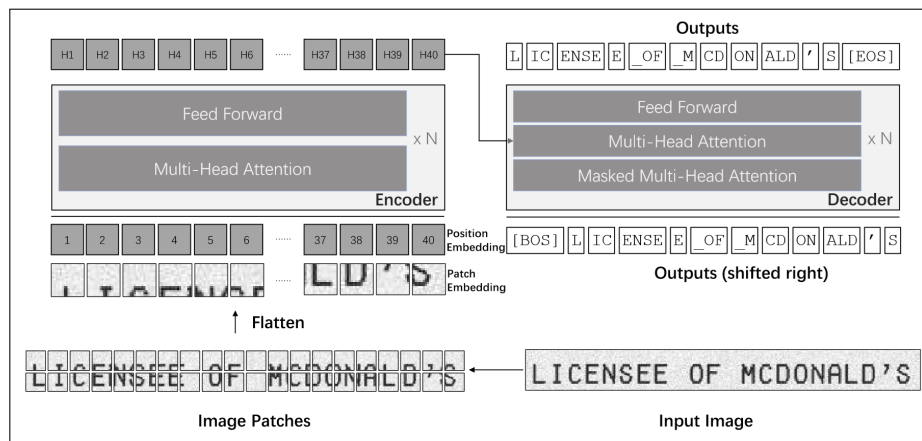 Outputs
H1 H2 H3 H4 H5 H6 ...... H37 H38 H39 H40
L IC ENSE E _OF _M CD ON ALD ' S [EOS]
Feed Forward
Multi-Head Attention
x N
Encoder
Feed Forward
Multi-Head Attention
Masked Multi-Head Attention
x N
Decoder
1 2 3 4 5 6 ...... 37 38 39 40
Position Embedding
[BOS] L IC ENSE E _OF _M CD ON ALD ' S
Outputs (shifted right)
LICENSE ...... LD'S
Patch Embedding
Flatten
LICENSEE OF MCDONALD'S
Image Patches
LICENSEE OF MCDONALD'S
Input Image